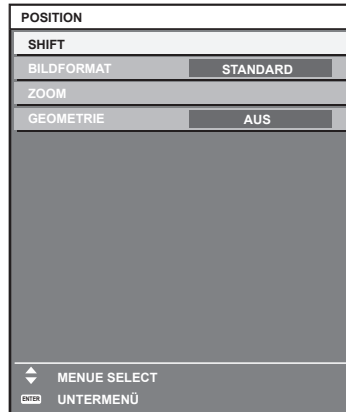 POSITION
SHIFT
BILDFORMAT STANDARD
ZOOM
GEOMETRIE AUS
MENUE SELECT
ENTER UNTERMENÜ